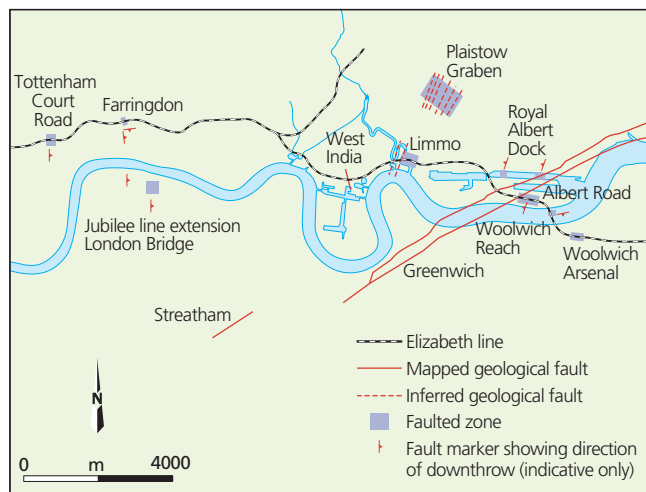 Plaistow
Graben
Tottenham
Court
Road
Farringdon
Royal
Albert
Dock
West
India
Limmo
Albert Road
Jubilee line extension
London Bridge
Woolwich
Reach
Woolwich
Arsenal
Greenwich
Streatham
Elizabeth line
Mapped geological fault
Inferred geological fault
Faulted zone
Fault marker showing direction
of downthrow (indicative only)
N
0 m 4000